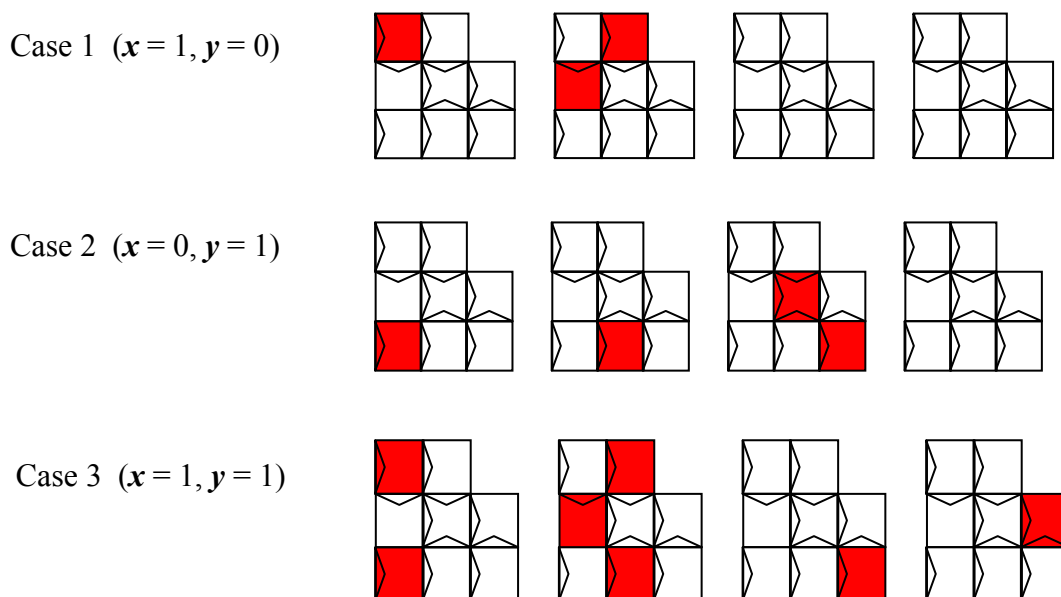 Case 1 (x = 1, y = 0)
Case 2 (x = 0, y = 1)
Case 3 (x = 1, y = 1)